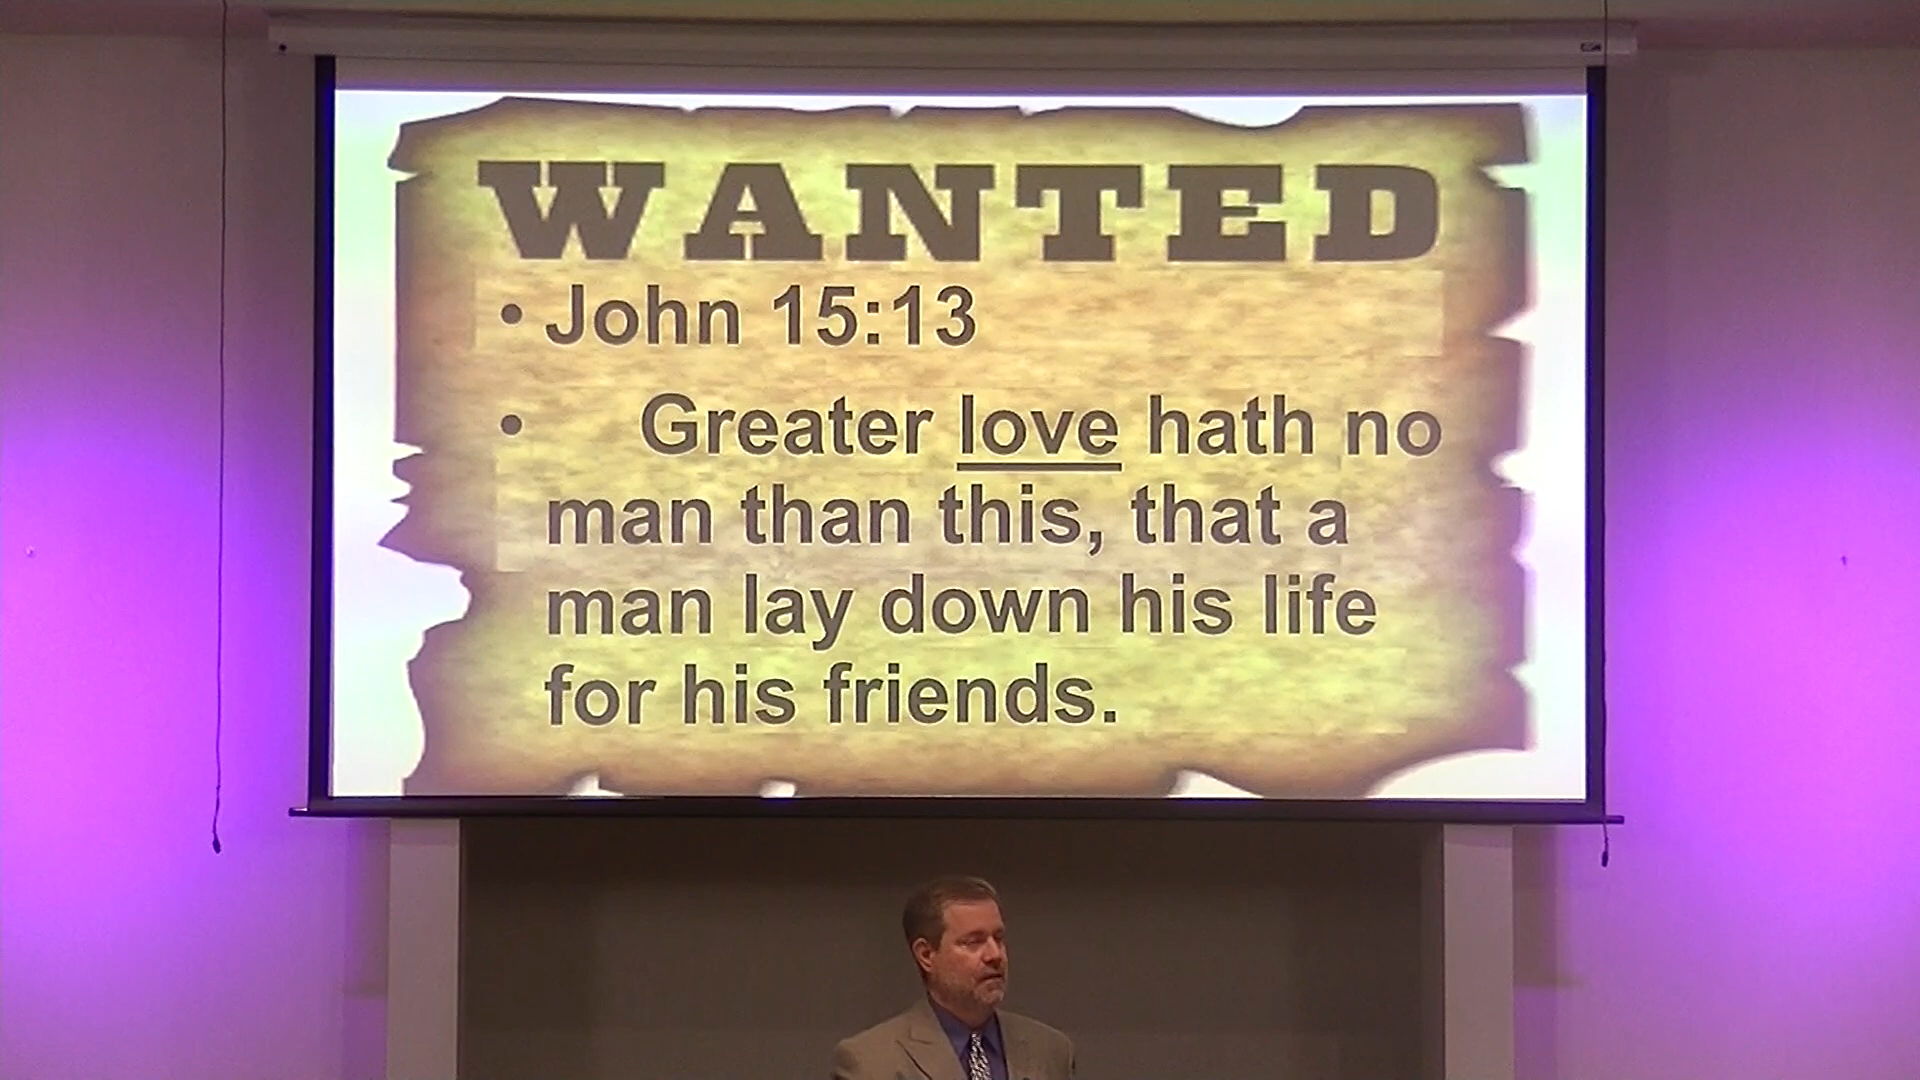 WANTED
• John 15:13
• Greater love hath no
man than this, that a
man lay down his life
for his friends.